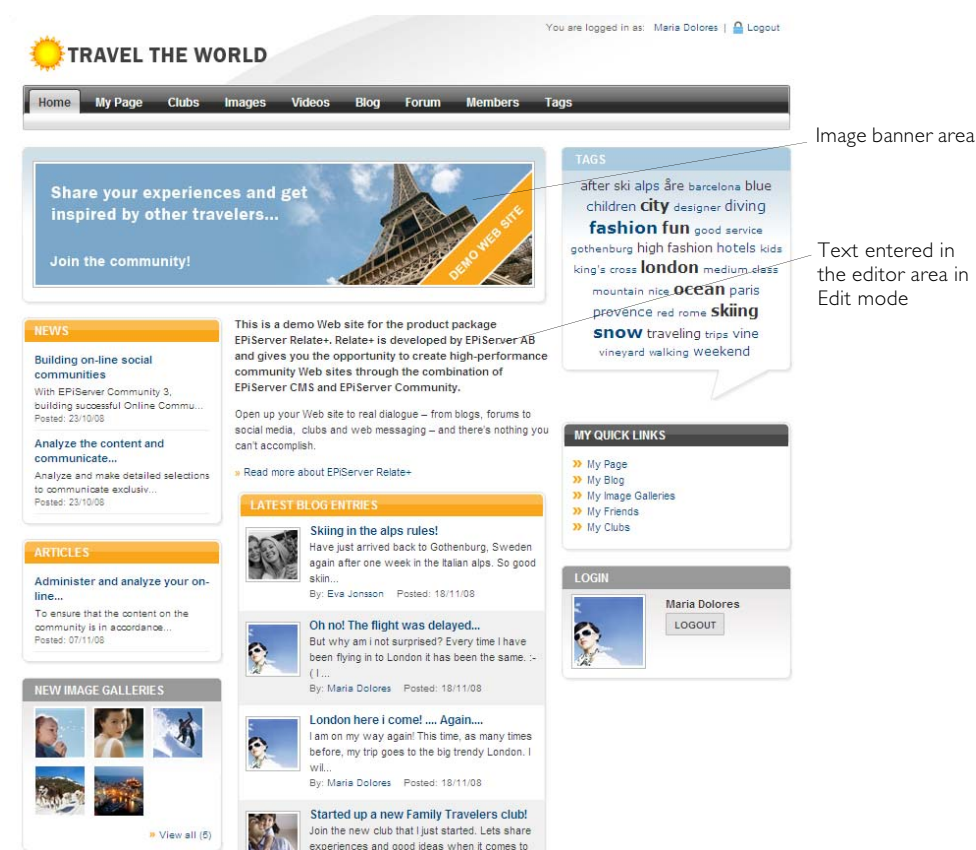 You are logged in as: Maria Dolores | Logout
TRAVEL THE WORLD
Home My Page Clubs Images Videos Blog Forum Members Tags
Image banner area
Share your experiences and get
inspired by other travelers...
Join the community!
DEMO WEB SITE
TAGS
after ski alps åre barcelona blue
children city designer diving
fashion fun good service
gothenburg high fashion hotels kids
king's cross london medium class
mountain nice ocean paris
provence red rome skiing
snow traveling trips vine
vineyard walking weekend
Text entered in
the editor area in
Edit mode
NEWS
Building on-line social
communities
With EPiServer Community 3,
building successful Online Commu...
Posted: 23/10/08
Analyze the content and
communicate...
Analyze and make detailed selections
to communicate exclusiv...
Posted: 23/10/08
ARTICLES
Administer and analyze your on-
line...
To ensure that the content on the
community is in accordance...
Posted: 07/11/08
NEW IMAGE GALLERIES
» View all (5)
This is a demo Web site for the product package
EPiServer Relate+. Relate+ is developed by EPiServer AB
and gives you the opportunity to create high-performance
community Web sites through the combination of
EPiServer CMS and EPiServer Community.
Open up your Web site to real dialogue – from blogs, forums to
social media, clubs and web messaging – and there's nothing you
can't accomplish.
» Read more about EPiServer Relate+
LATEST BLOG ENTRIES
Skiing in the alps rules!
Have just arrived back to Gothenburg, Sweden
again after one week in the Italian alps. So good
skiin...
By: Eva Jonsson Posted: 18/11/08
Oh no! The flight was delayed...
But why am i not surprised? Every time I have
been flying in to London it has been the same. :-
( I ...
By: Maria Dolores Posted: 18/11/08
London here i come! .... Again....
I am on my way again! This time, as many times
before, my trip goes to the big trendy London. I
wil...
By: Maria Dolores Posted: 18/11/08
Started up a new Family Travelers club!
Join the new club that I just started. Lets share
experiences and good ideas when it comes to
MY QUICK LINKS
» My Page
» My Blog
» My Image Galleries
» My Friends
» My Clubs
LOGIN
Maria Dolores
LOGOUT